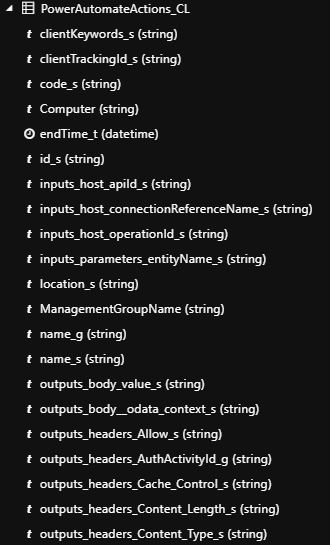 PowerAutomateActions_CL
t clientKeywords_s (string)
t clientTrackingId_s (string)
t code_s (string)
t Computer (string)
endTime_t (datetime)
t id_s (string)
t inputs_host_apiId_s (string)
t inputs_host_connectionReferenceName_s (string)
t inputs_host_operationId_s (string)
t inputs_parameters_entityName_s (string)
t location_s (string)
t ManagementGroupName (string)
t name_g (string)
t name_s (string)
t outputs_body_value_s (string)
t outputs_body__odata_context_s (string)
t outputs_headers_Allow_s (string)
t outputs_headers_AuthActivityId_g (string)
t outputs_headers_Cache_Control_s (string)
t outputs_headers_Content_Length_s (string)
t outputs_headers_Content_Type_s (string)